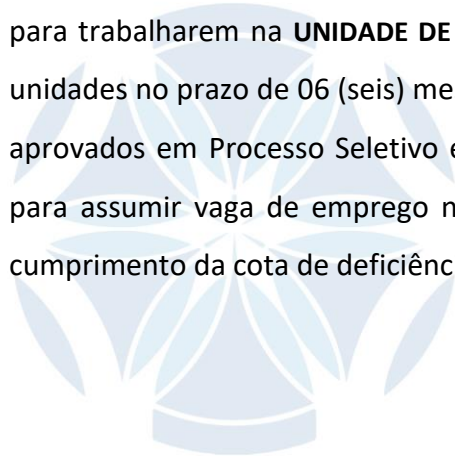 para trabalharem na UNIDADE DE
unidades no prazo de 06 (seis) me
aprovados em Processo Seletivo e
para assumir vaga de emprego n
cumprimento da cota de deficiênc